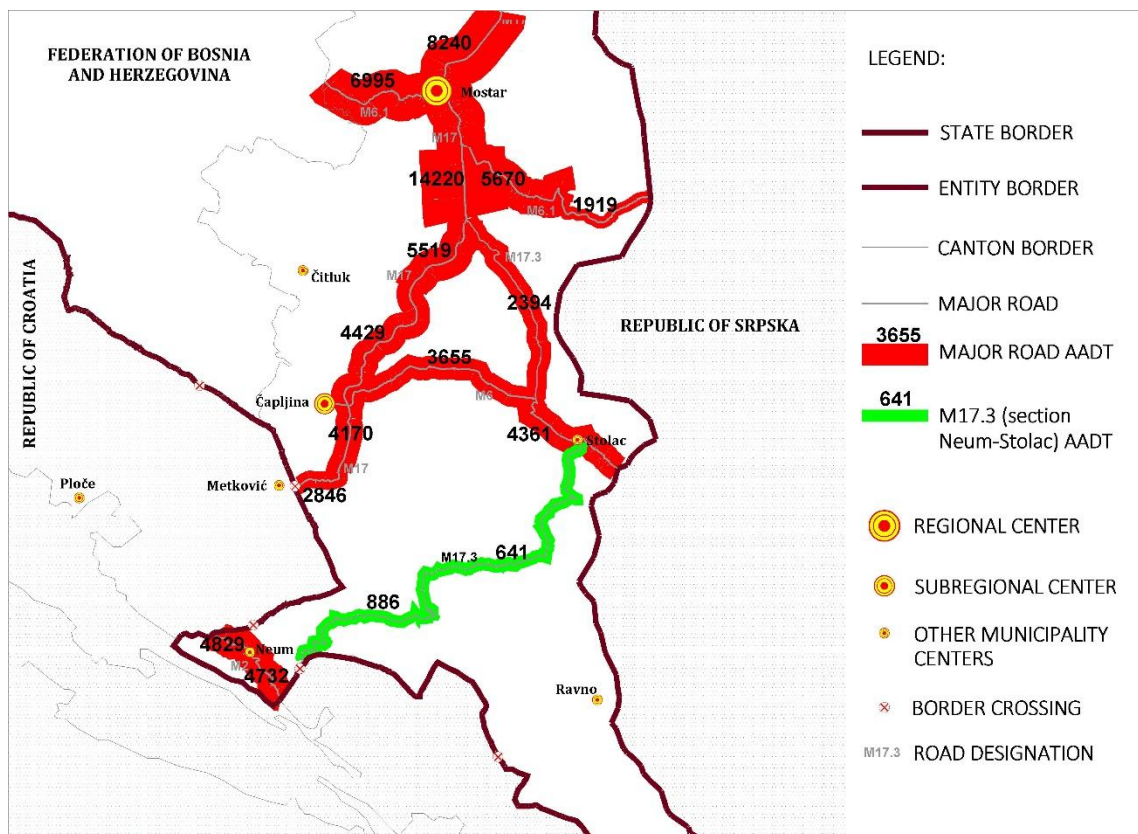 FEDERATION OF BOSNIA
AND HERZEGOVINA
8240
6995
Mostar
M6.1
M17
14220
5670
M6.1
1919
5519
M17
M17.3
Čitluk
2394
REPUBLIC OF CROATIA
REPUBLIC OF SRPSKA
4429
3655
M6
Čapljina
4170
4361
Stolac
M17
Metković
2846
Ploče
M17.3
641
886
4829
Neum
M2
4732
Ravno
LEGEND:
STATE BORDER
ENTITY BORDER
CANTON BORDER
MAJOR ROAD
3655
MAJOR ROAD AADT
641
M17.3 (section
Neum-Stolac) AADT
REGIONAL CENTER
SUBREGIONAL CENTER
OTHER MUNICIPALITY
CENTERS
BORDER CROSSING
M17.3 ROAD DESIGNATION